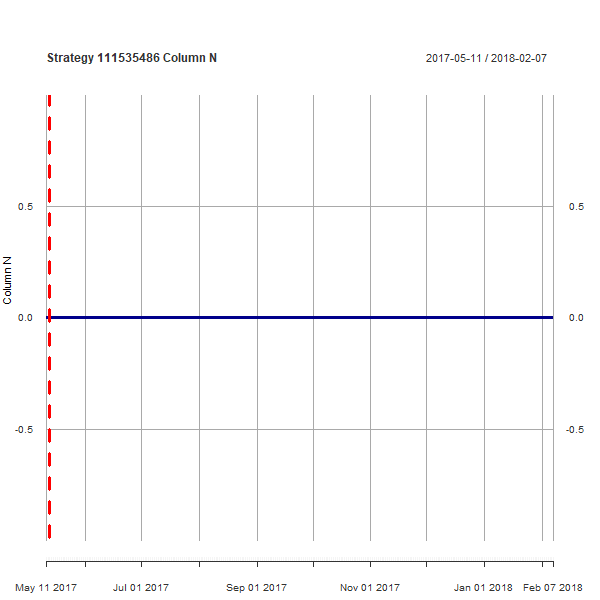 Strategy 111535486 Column N
2017-05-11 / 2018-02-07
0.5
0.5
Column N
0.0
0.0
-0.5
-0.5
May 11 2017
Jul 01 2017
Sep 01 2017
Nov 01 2017
Jan 01 2018
Feb 07 2018